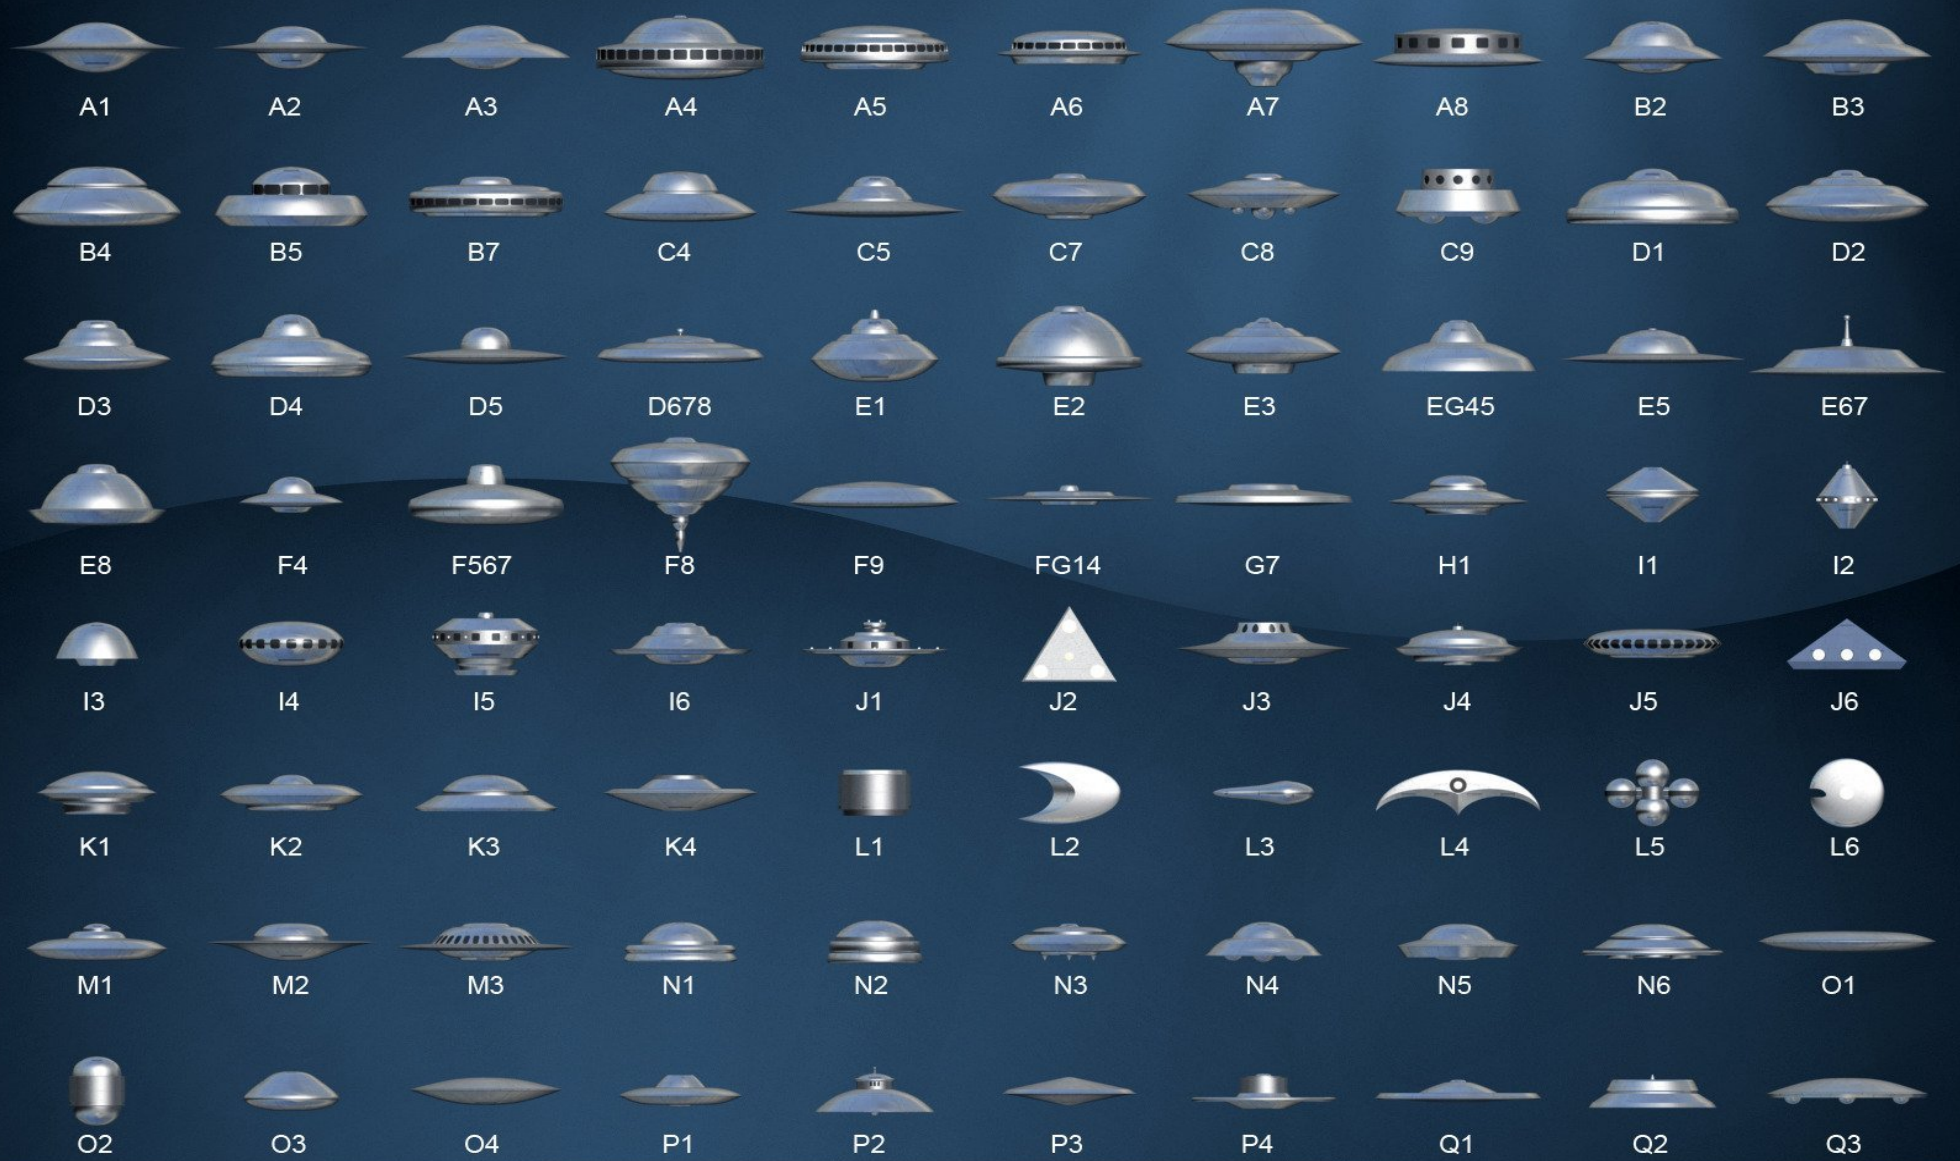 A1 A2 A3 A4 A5 A6 A7 A8 B2 B3
B4 B5 B7 C4 C5 C7 C8 C9 D1 D2
D3 D4 D5 D678 E1 E2 E3 EG45 E5 E67
E8 F4 F567 F8 F9 FG14 G7 H1 I1 I2
I3 I4 I5 I6 J1 J2 J3 J4 J5 J6
K1 K2 K3 K4 L1 L2 L3 L4 L5 L6
M1 M2 M3 N1 N2 N3 N4 N5 N6 O1
O2 O3 O4 P1 P2 P3 P4 Q1 Q2 Q3